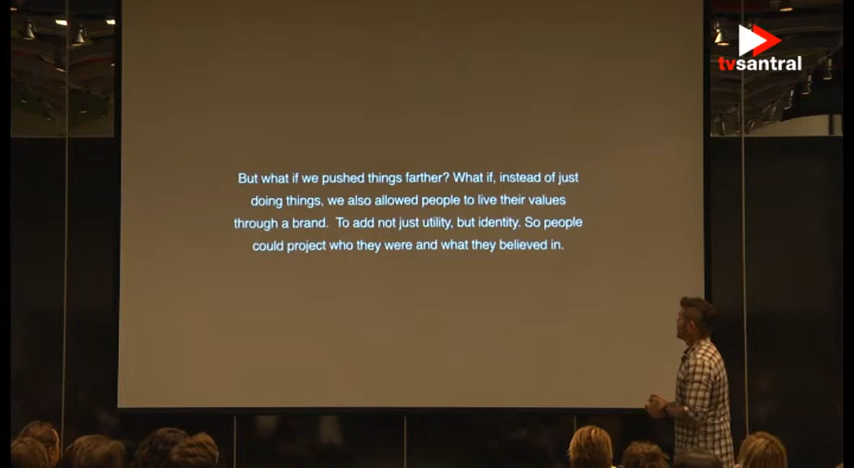 tvsantral
But what if we pushed things farther? What if, instead of just
doing things, we also allowed people to live their values
through a brand.  To add not just utility, but identity. So people
could project who they were and what they believed in.